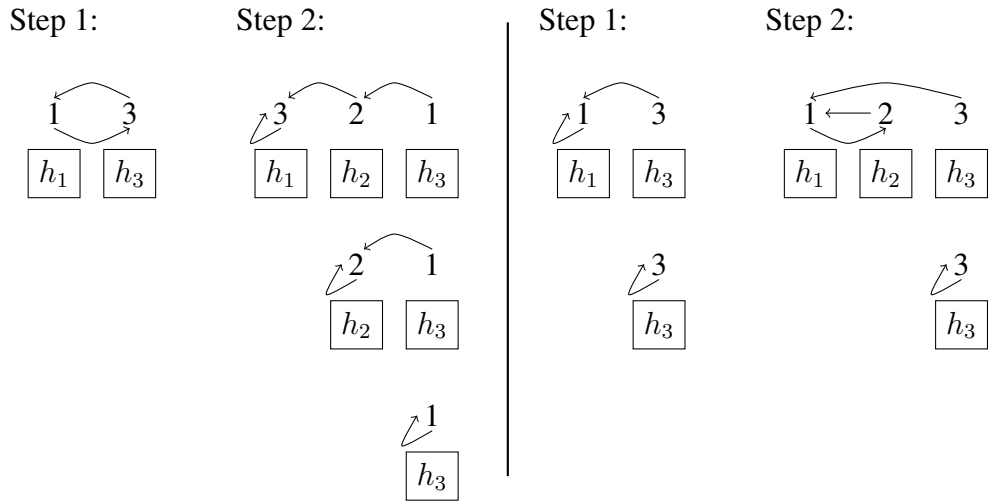 Step 1: Step 2: Step 1: Step 2:
1 3 3 2 1 1 3 1 2 3
h₁ h₃ h₁ h₂ h₃ h₁ h₃ h₁ h₂ h₃
2 1 3 3
h₂ h₃ h₃ h₃
1
h₃